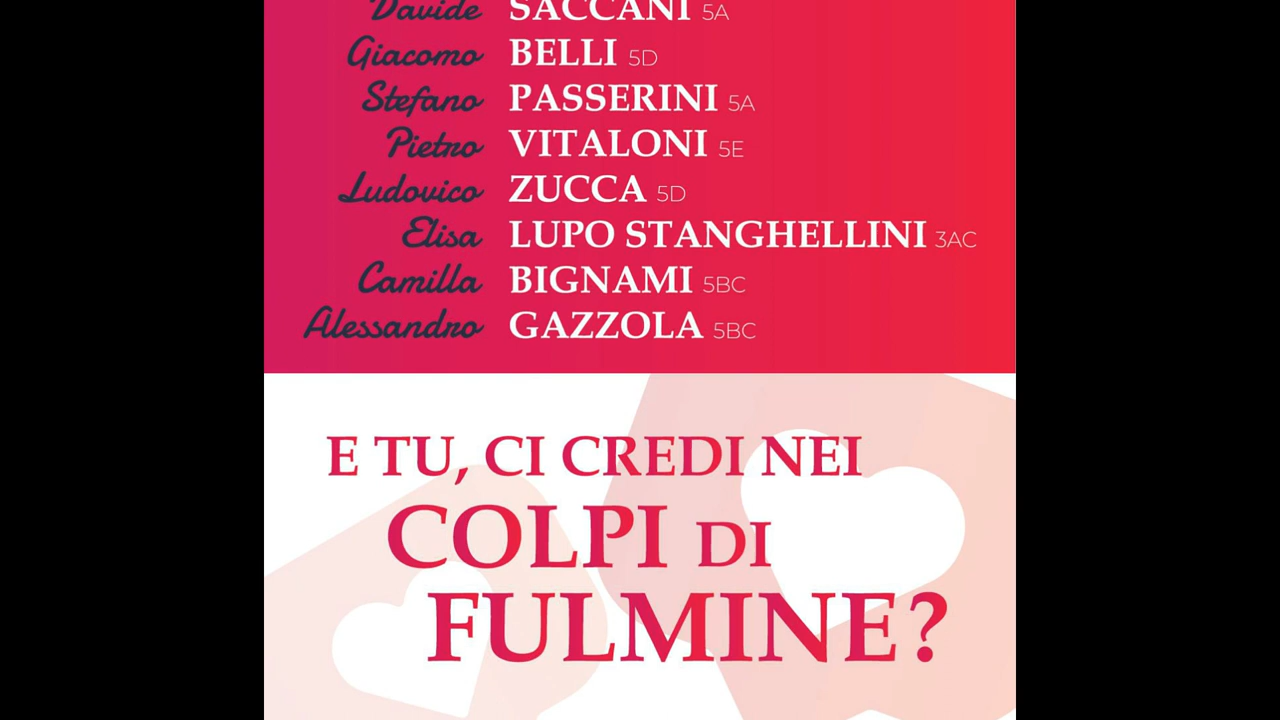 Davide SACCANI 5A
Giacomo BELLI 5D
Stefano PASSERINI 5A
Pietro VITALONI 5E
Ludovico ZUCCA 5D
Elisa LUPO STANGHELLINI 3AC
Camilla BIGNAMI 5BC
Alessandro GAZZOLA 5BC
E TU, CI CREDI NEI
COLPI DI
FULMINE?